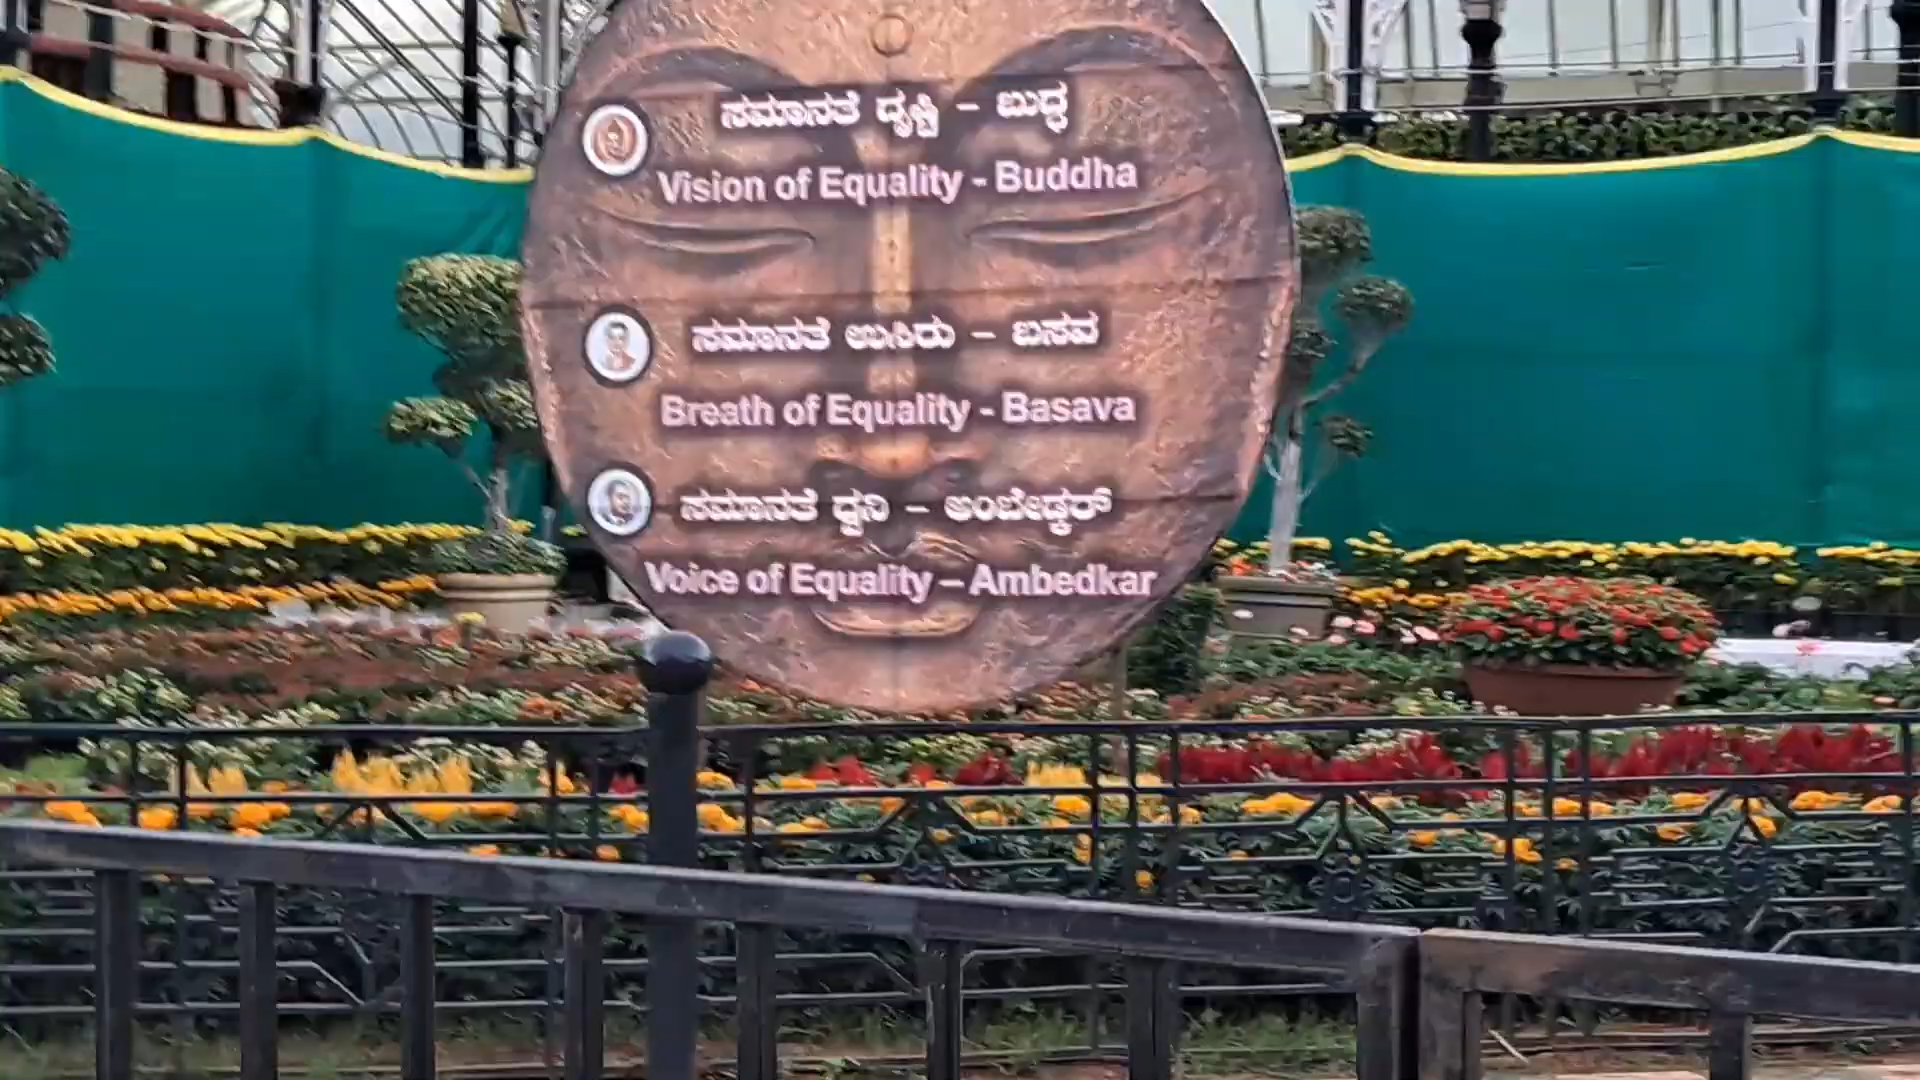 ಸಮಾನತೆ ದೃಷ್ಟಿ – ಬುದ್ಧ
Vision of Equality - Buddha
ಸಮಾನತೆ ಉಸಿರು – ಬಸವ
Breath of Equality - Basava
ಸಮಾನತೆ ಧ್ವನಿ – ಅಂಬೇಡ್ಕರ್
Voice of Equality – Ambedkar